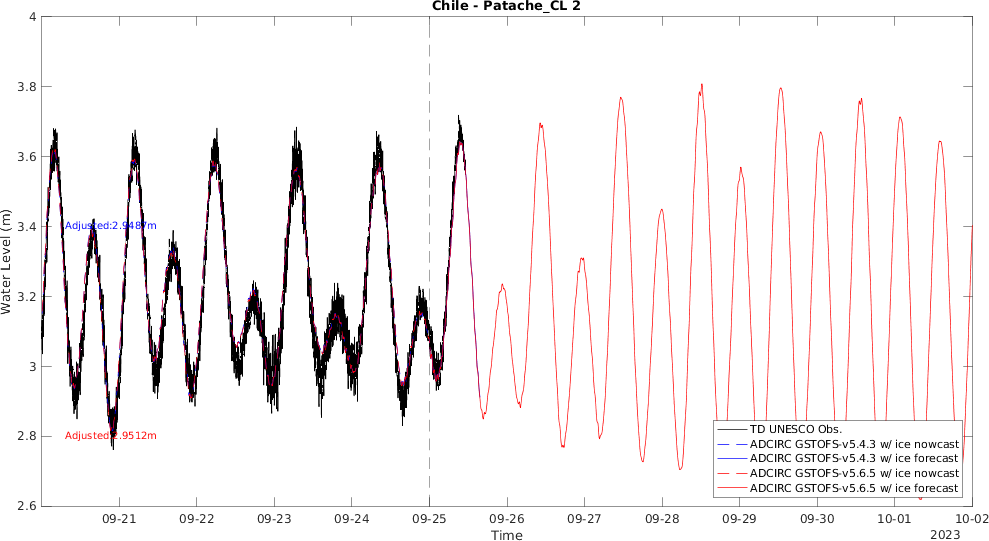 Chile - Patache_CL 2
4
3.8
3.6
3.4
3.2
3
2.8
2.6
Water Level (m)
Adjusted:2.9487m
Adjusted:2.9512m
TD UNESCO Obs.
ADCIRC GSTOFS-v5.4.3 w/ ice nowcast
ADCIRC GSTOFS-v5.4.3 w/ ice forecast
ADCIRC GSTOFS-v5.6.5 w/ ice nowcast
ADCIRC GSTOFS-v5.6.5 w/ ice forecast
09-21 09-22 09-23 09-24 09-25 09-26 09-27 09-28 09-29 09-30 10-01 10-02
Time
2023